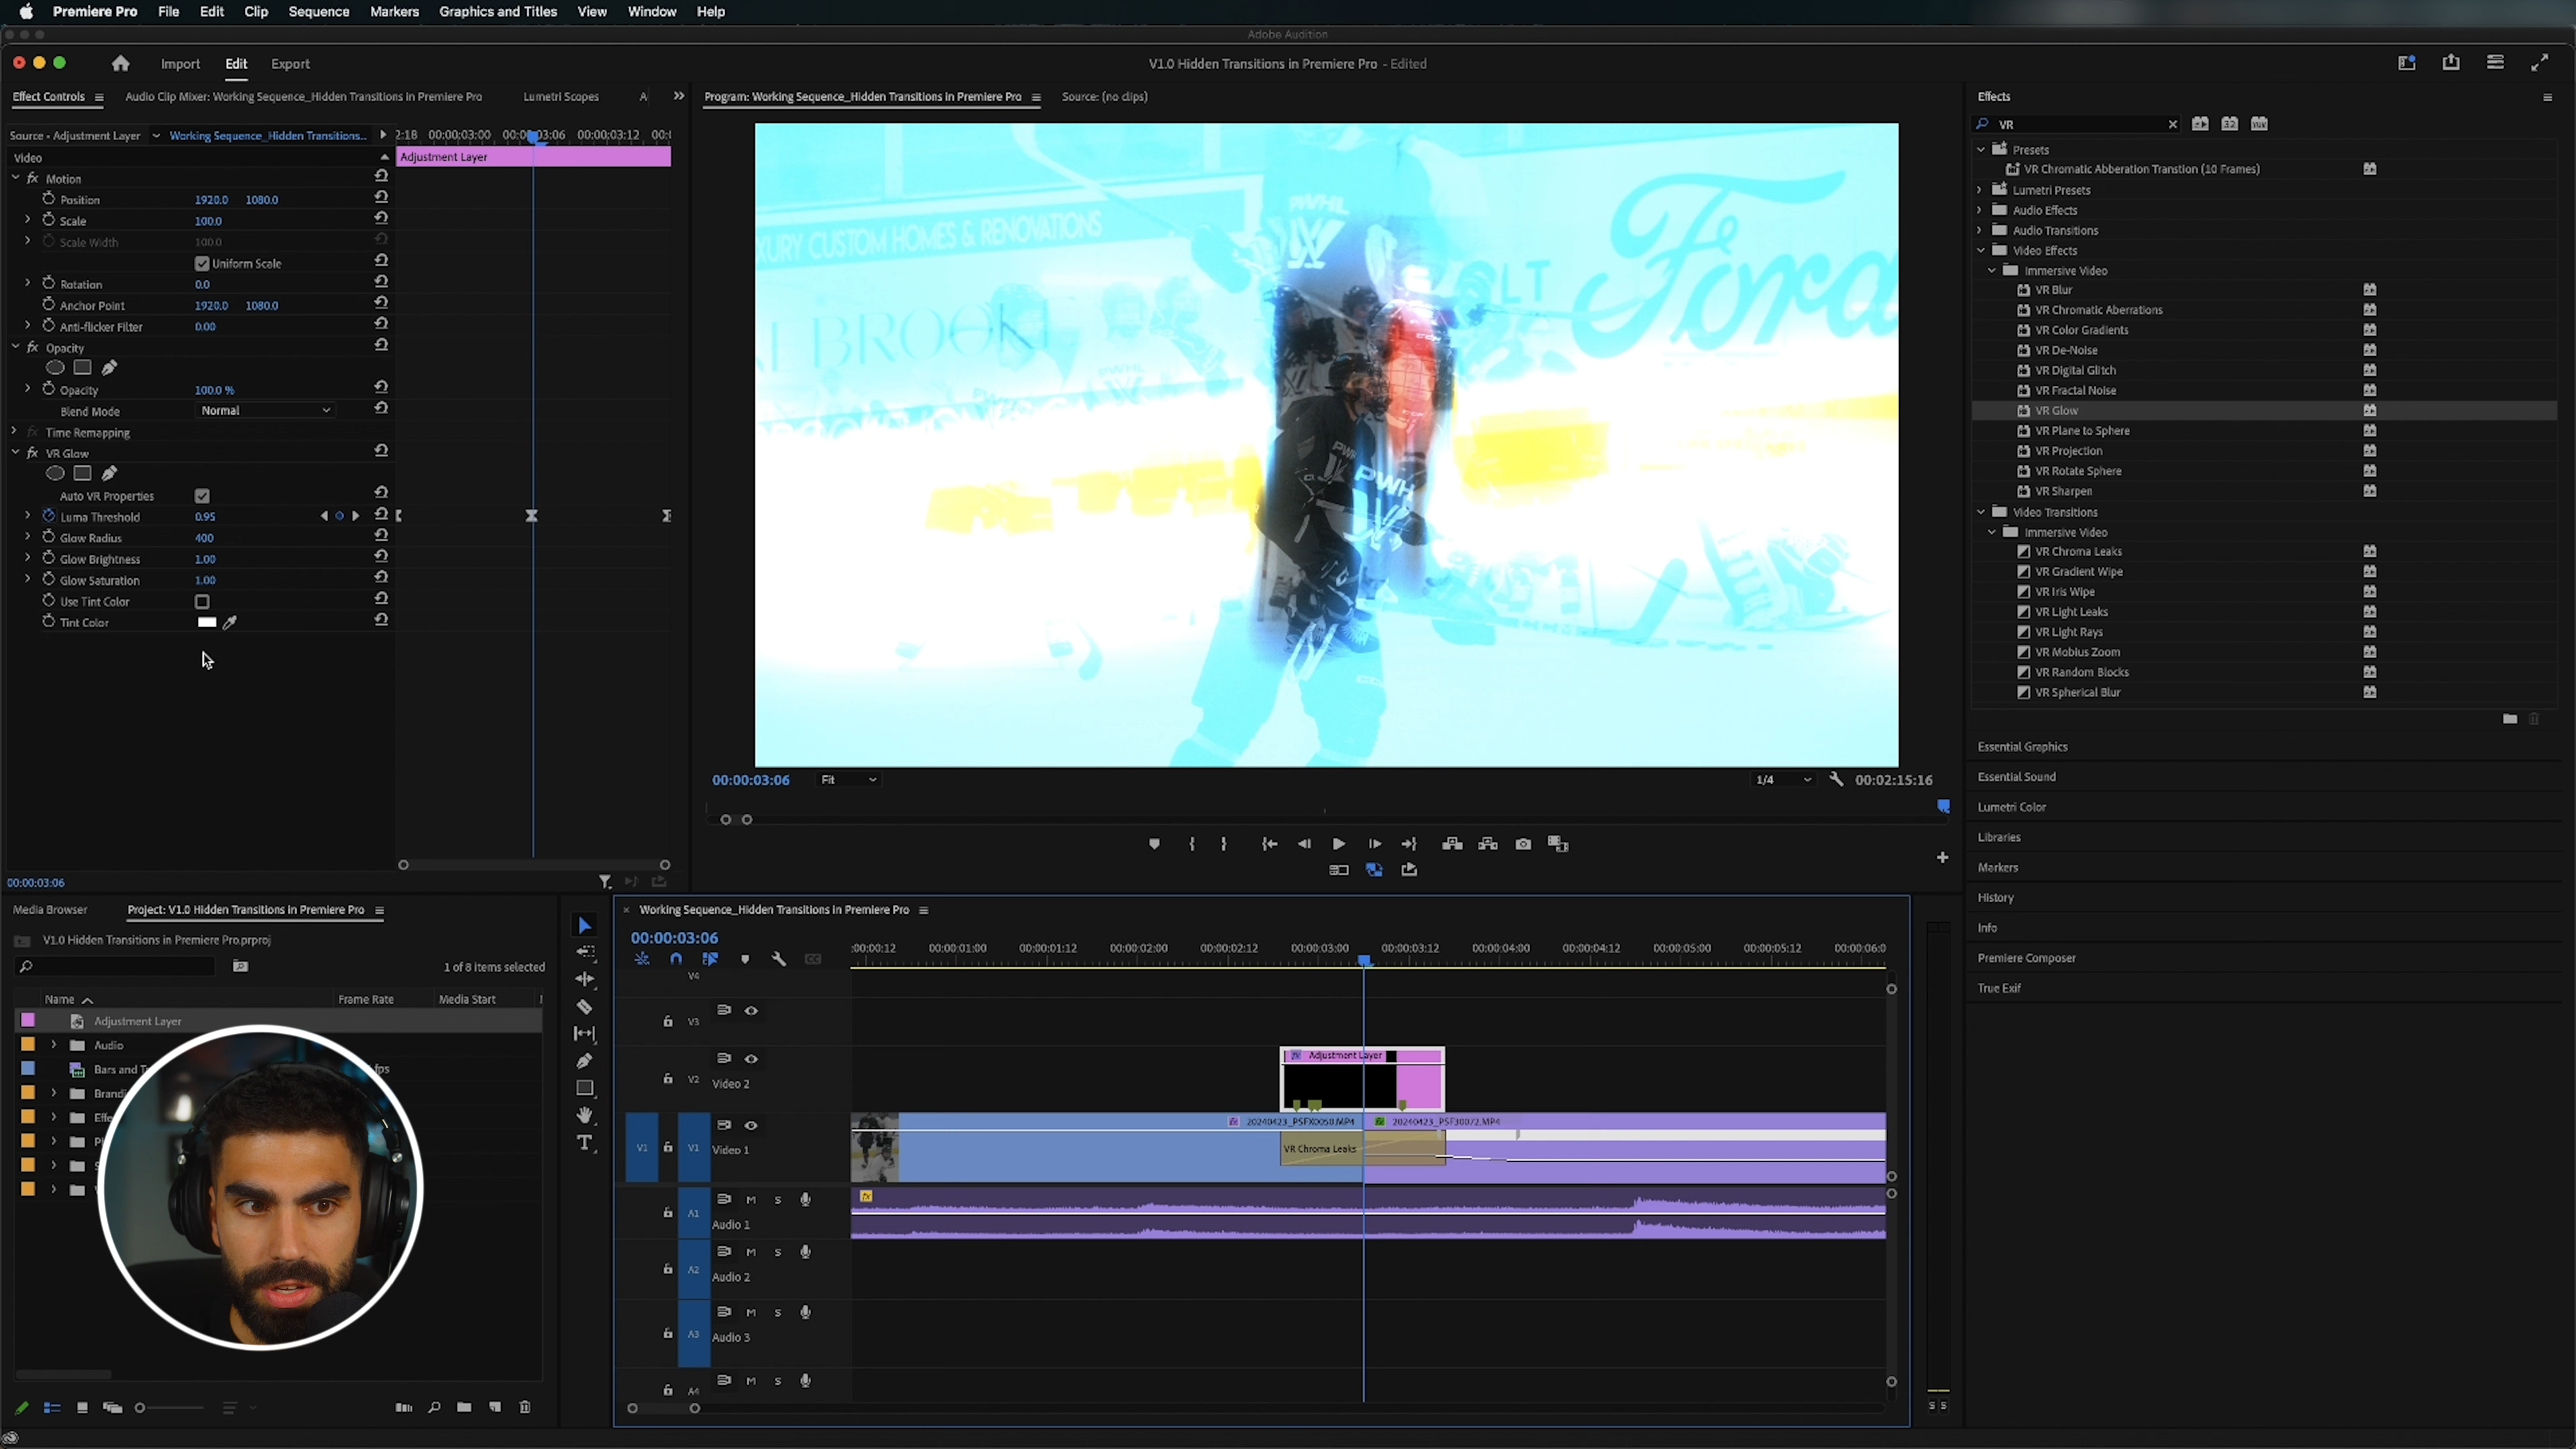 Premiere Pro File Edit Clip Sequence Markers Graphics and Titles View Window Help
Adobe Audition
Import Edit Export
V1.0 Hidden Transitions in Premiere Pro - Edited
Effect Controls
Audio Clip Mixer: Working Sequence_Hidden Transitions in Premiere Pro
Lumetri Scopes
A
Source • Adjustment Layer
Working Sequence_Hidden Transitions...
2:18 00:00:03:00 00:00:03:06 00:00:03:12
Video
Adjustment Layer
fx Motion
Position 1920.0 1080.0
Scale 100.0
Scale Width 100.0
Uniform Scale
Rotation 0.0
Anchor Point 1920.0 1080.0
Anti-flicker Filter 0.00
fx Opacity
Opacity 100.0 %
Blend Mode Normal
fx Time Remapping
fx VR Glow
Auto VR Properties
Luma Threshold 0.95
Glow Radius 400
Glow Brightness 1.00
Glow Saturation 1.00
Use Tint Color
Tint Color
00:00:03:06
Program: Working Sequence_Hidden Transitions in Premiere Pro
Source: (no clips)
PWHL
XURY CUSTOM HOMES & RENOVATIONS
Ford
PWH
00:00:03:06
Fit
1/4
00:02:15:16
Effects
VR
Presets
VR Chromatic Abberation Transtion (10 Frames)
Lumetri Presets
Audio Effects
Audio Transitions
Video Effects
Immersive Video
VR Blur
VR Chromatic Aberrations
VR Color Gradients
VR De-Noise
VR Digital Glitch
VR Fractal Noise
VR Glow
VR Plane to Sphere
VR Projection
VR Rotate Sphere
VR Sharpen
Video Transitions
Immersive Video
VR Chroma Leaks
VR Gradient Wipe
VR Iris Wipe
VR Light Leaks
VR Light Rays
VR Mobius Zoom
VR Random Blocks
VR Spherical Blur
Essential Graphics
Essential Sound
Lumetri Color
Libraries
Markers
History
Info
Premiere Composer
True Exif
Media Browser
Project: V1.0 Hidden Transitions in Premiere Pro
V1.0 Hidden Transitions in Premiere Pro.prproj
1 of 8 items selected
Name Frame Rate Media Start
Adjustment Layer
Audio
Bars and T fps
Brandi
Effe
Working Sequence_Hidden Transitions in Premiere Pro
00:00:03:06
:00:00:12 00:00:01:00 00:00:01:12 00:00:02:00 00:00:02:12 00:00:03:00 00:00:03:12 00:00:04:00 00:00:04:12 00:00:05:00 00:00:05:12 00:00:06:0
V4
V3
V2 Video 2
fx Adjustment Layer
V1 V1 Video 1
20240423_PSFX0050.MP4
20240423_PSF30072.MP4
VR Chroma Leaks
A1 M S
Audio 1
fx
A2 M S
Audio 2
A3 M S
Audio 3
A4 M S
S S